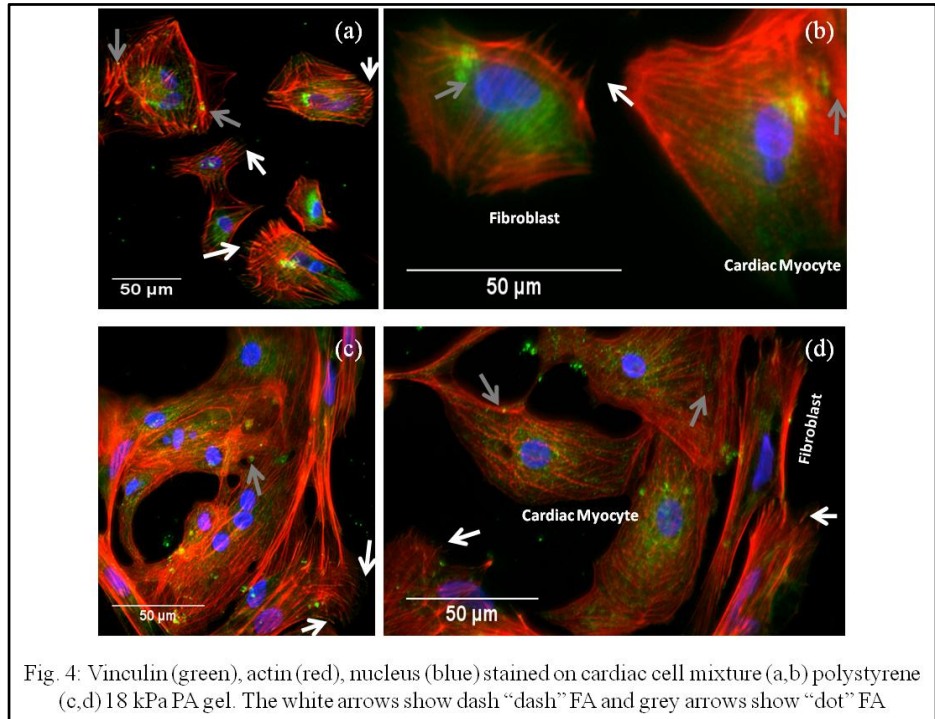 (a)
50 µm
(b)
Fibroblast
50 µm
Cardiac Myocyte
(c)
50 µm
(d)
Fibroblast
Cardiac Myocyte
50 µm
Fig. 4: Vinculin (green), actin (red), nucleus (blue) stained on cardiac cell mixture (a,b) polystyrene
(c,d) 18 kPa PA gel. The white arrows show dash “dash” FA and grey arrows show “dot” FA